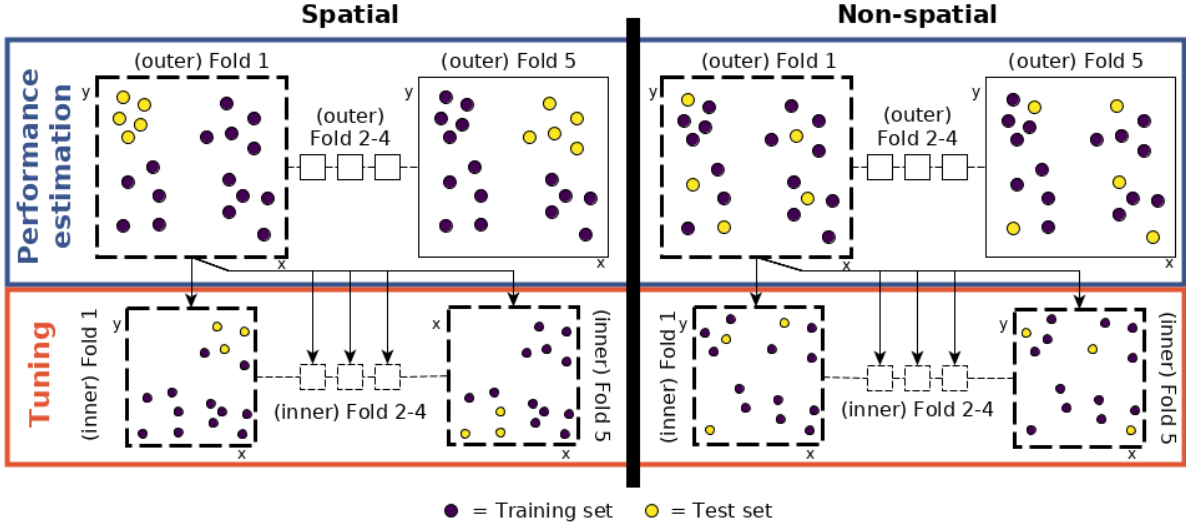 Spatial
Non-spatial
Performance
estimation
(outer) Fold 1
(outer) Fold 5
y
y
(outer)
Fold 2-4
x
x
(outer) Fold 1
(outer) Fold 5
y
y
(outer)
Fold 2-4
x
x
Tuning
(inner) Fold 1
y
x
(inner) Fold 2-4
x
x
(inner) Fold 5
(inner) Fold 1
y
y
(inner) Fold 2-4
x
x
(inner) Fold 5
= Training set
= Test set